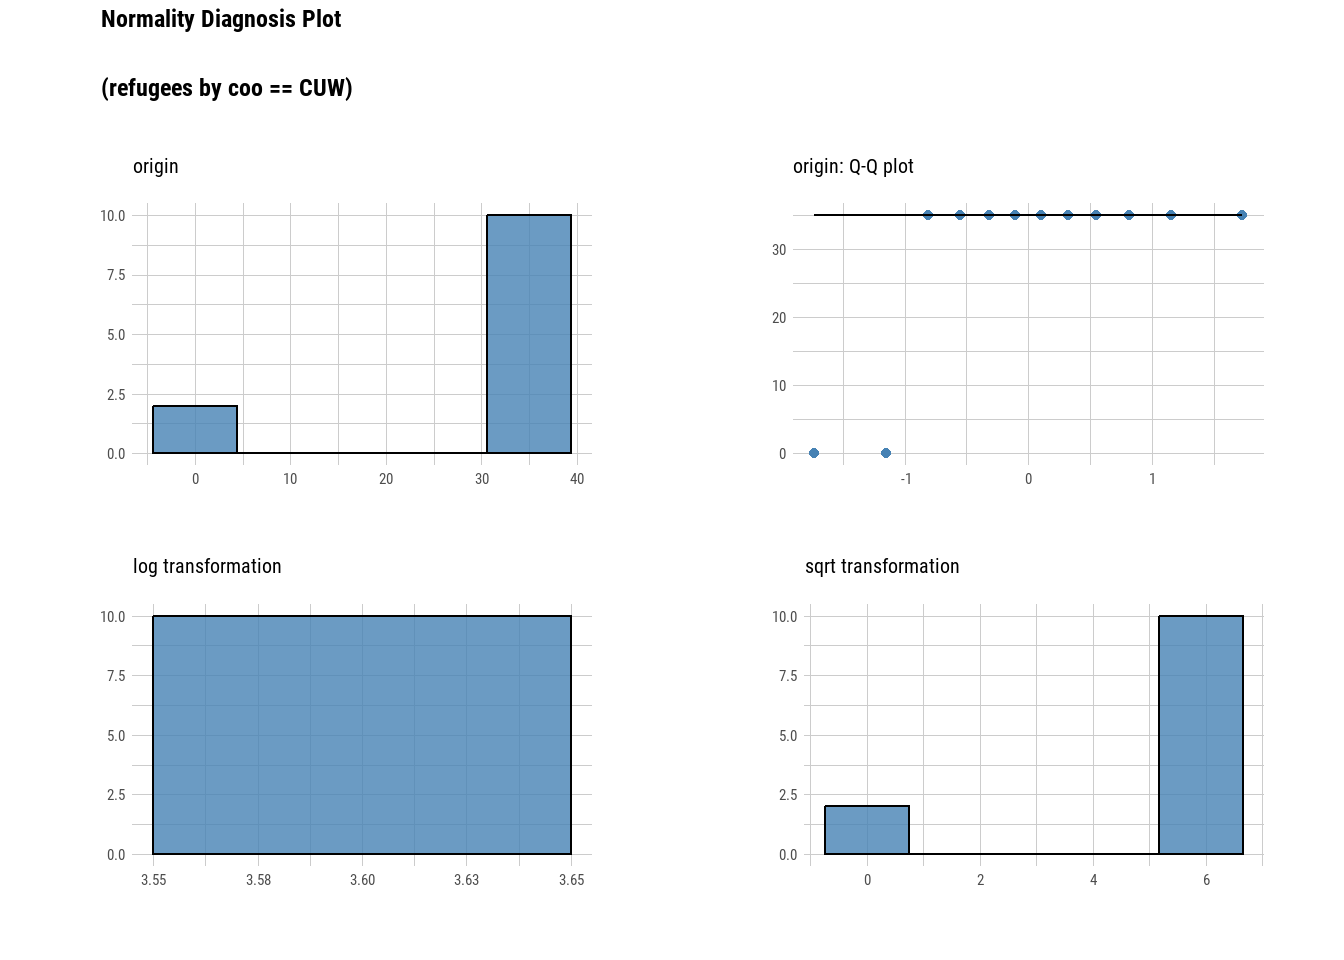 Normality Diagnosis Plot
(refugees by coo == CUW)
origin
10.0
7.5
5.0
2.5
0.0
0 10 20 30 40
origin: Q-Q plot
30
20
10
0
-1 0 1
log transformation
10.0
7.5
5.0
2.5
0.0
3.55 3.58 3.60 3.63 3.65
sqrt transformation
10.0
7.5
5.0
2.5
0.0
0 2 4 6